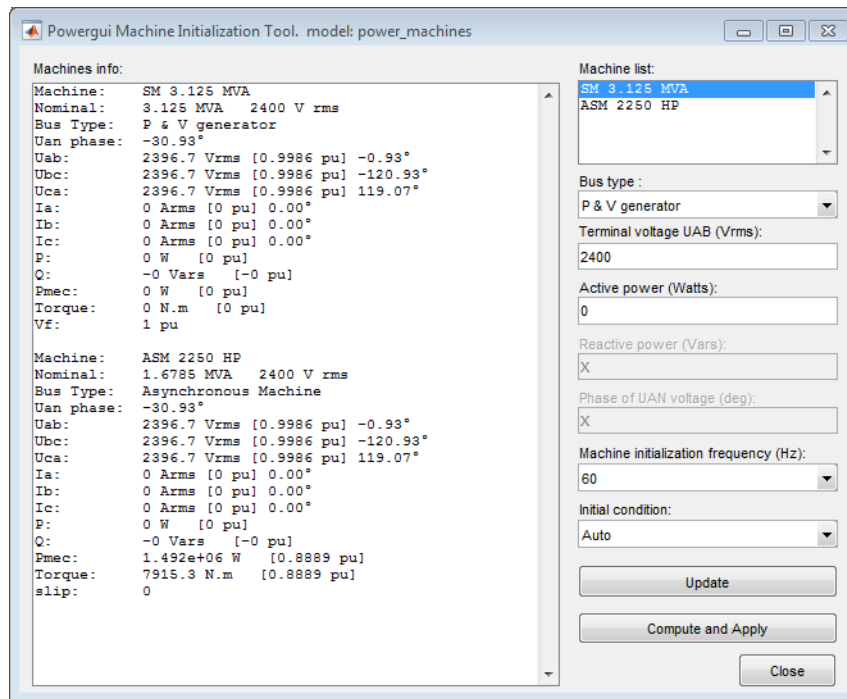 Powergui Machine Initialization Tool. model: power_machines
Machines info:
Machine: SM 3.125 MVA
Nominal: 3.125 MVA 2400 V rms
Bus Type: P & V generator
Uan phase: -30.93°
Uab: 2396.7 Vrms [0.9986 pu] -0.93°
Ubc: 2396.7 Vrms [0.9986 pu] -120.93°
Uca: 2396.7 Vrms [0.9986 pu] 119.07°
Ia: 0 Arms [0 pu] 0.00°
Ib: 0 Arms [0 pu] 0.00°
Ic: 0 Arms [0 pu] 0.00°
P: 0 W [0 pu]
Q: -0 Vars [-0 pu]
Pmec: 0 W [0 pu]
Torque: 0 N.m [0 pu]
Vf: 1 pu
Machine: ASM 2250 HP
Nominal: 1.6785 MVA 2400 V rms
Bus Type: Asynchronous Machine
Uan phase: -30.93°
Uab: 2396.7 Vrms [0.9986 pu] -0.93°
Ubc: 2396.7 Vrms [0.9986 pu] -120.93°
Uca: 2396.7 Vrms [0.9986 pu] 119.07°
Ia: 0 Arms [0 pu] 0.00°
Ib: 0 Arms [0 pu] 0.00°
Ic: 0 Arms [0 pu] 0.00°
P: 0 W [0 pu]
Q: -0 Vars [-0 pu]
Pmec: 1.492e+06 W [0.8889 pu]
Torque: 7915.3 N.m [0.8889 pu]
slip: 0
Machine list:
SM 3.125 MVA
ASM 2250 HP
Bus type :
P & V generator
Terminal voltage UAB (Vrms):
2400
Active power (Watts):
0
Reactive power (Vars):
X
Phase of UAN voltage (deg):
X
Machine initialization frequency (Hz):
60
Initial condition:
Auto
Update
Compute and Apply
Close